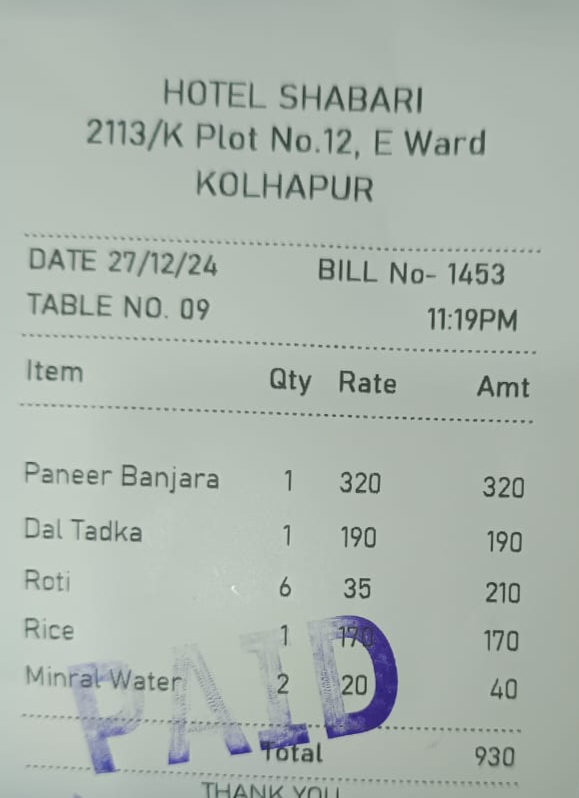 HOTEL SHABARI
2113/K Plot No.12, E Ward
KOLHAPUR
DATE 27/12/24 BILL No- 1453
TABLE NO. 09 11:19PM
Item Qty Rate Amt
Paneer Banjara 1 320 320
Dal Tadka 1 190 190
Roti 6 35 210
Rice 1 170 170
Minral Water 2 20 40
PAID
Total 930
THANK YOU